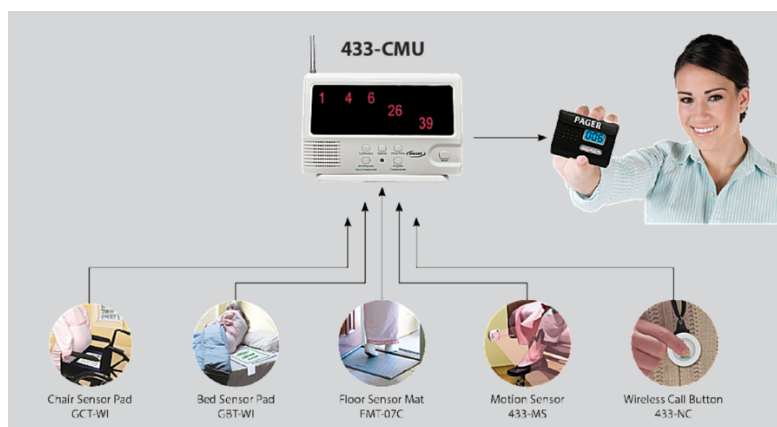 433-CMU
1 4 6
26
39
PAGER
006
Chair Sensor Pad
GCT-WI
Bed Sensor Pad
GBT-WI
Floor Sensor Mat
FMT-07C
Motion Sensor
433-MS
Wireless Call Button
433-NC